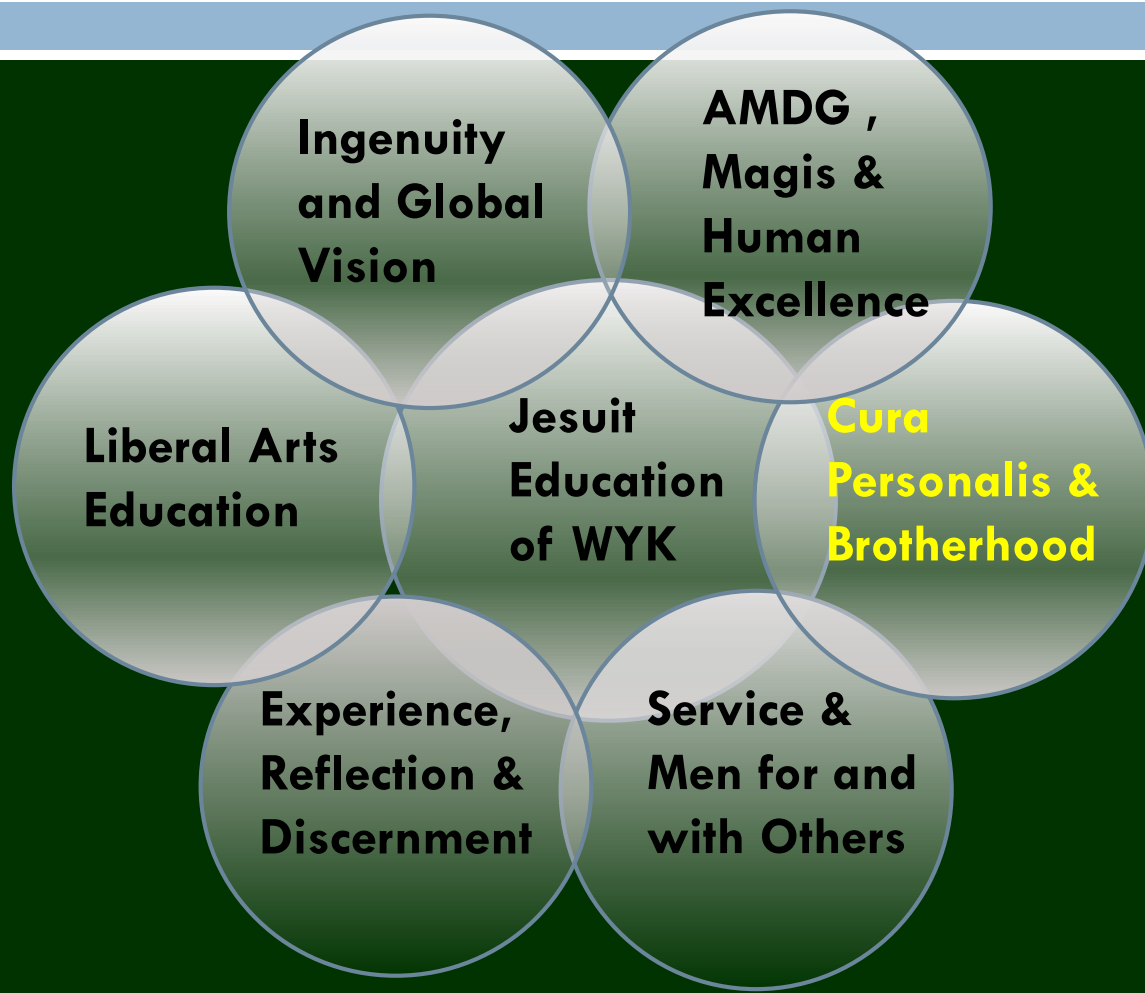 Ingenuity
and Global
Vision
AMDG ,
Magis &
Human
Excellence
Liberal Arts
Education
Jesuit
Education
of WYK
Cura
Personalis &
Brotherhood
Experience,
Reflection &
Discernment
Service &
Men for and
with Others